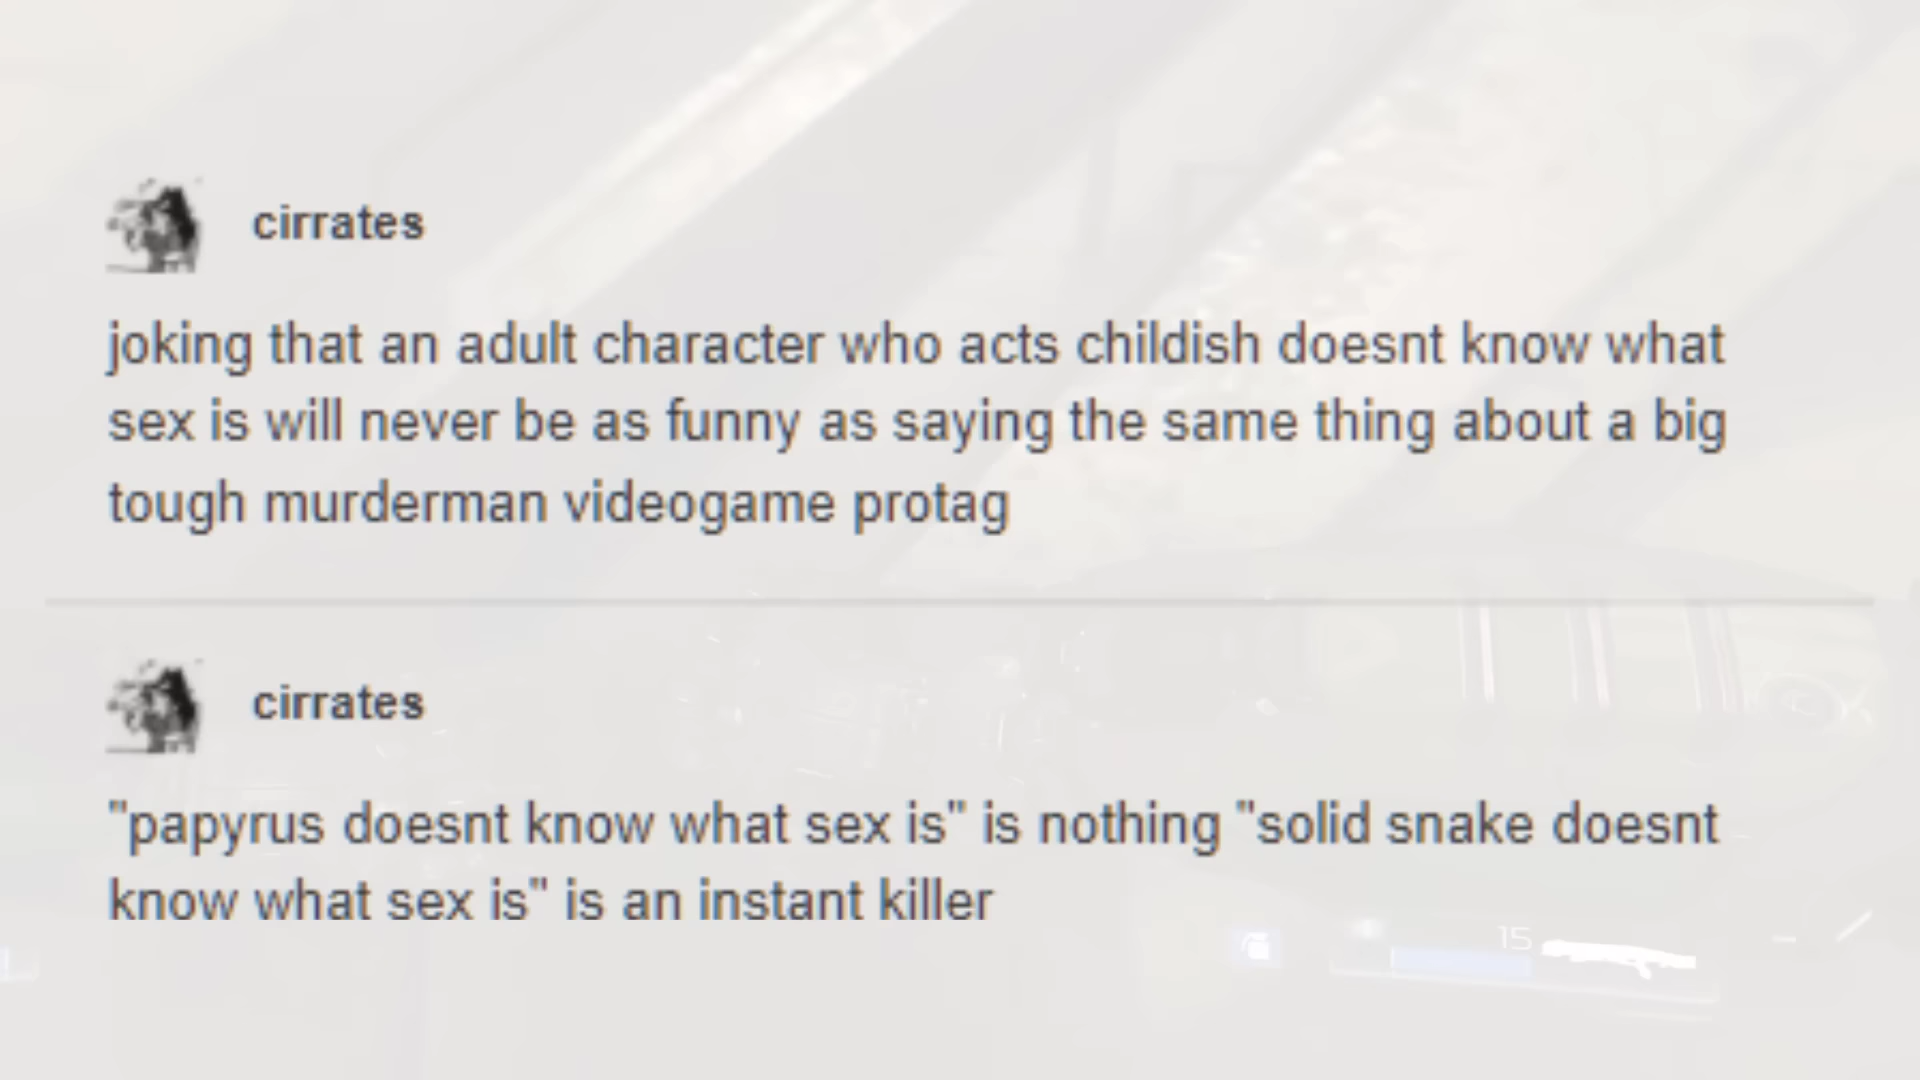 cirrates
joking that an adult character who acts childish doesnt know what
sex is will never be as funny as saying the same thing about a big
tough murderman videogame protag
cirrates
"papyrus doesnt know what sex is" is nothing "solid snake doesnt
know what sex is" is an instant killer
15